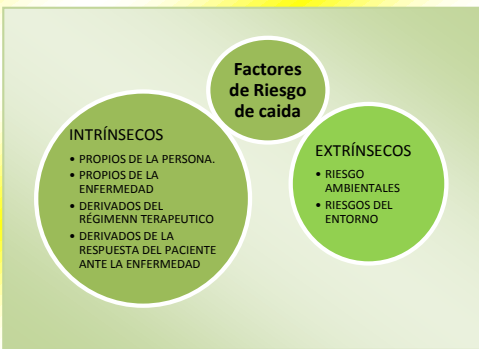 Factores
de Riesgo
de caida
INTRÍNSECOS
• PROPIOS DE LA PERSONA.
• PROPIOS DE LA
ENFERMEDAD
• DERIVADOS DEL
RÉGIMENN TERAPEUTICO
• DERIVADOS DE LA
RESPUESTA DEL PACIENTE
ANTE LA ENFERMEDAD
EXTRÍNSECOS
• RIESGO
AMBIENTALES
• RIESGOS DEL
ENTORNO